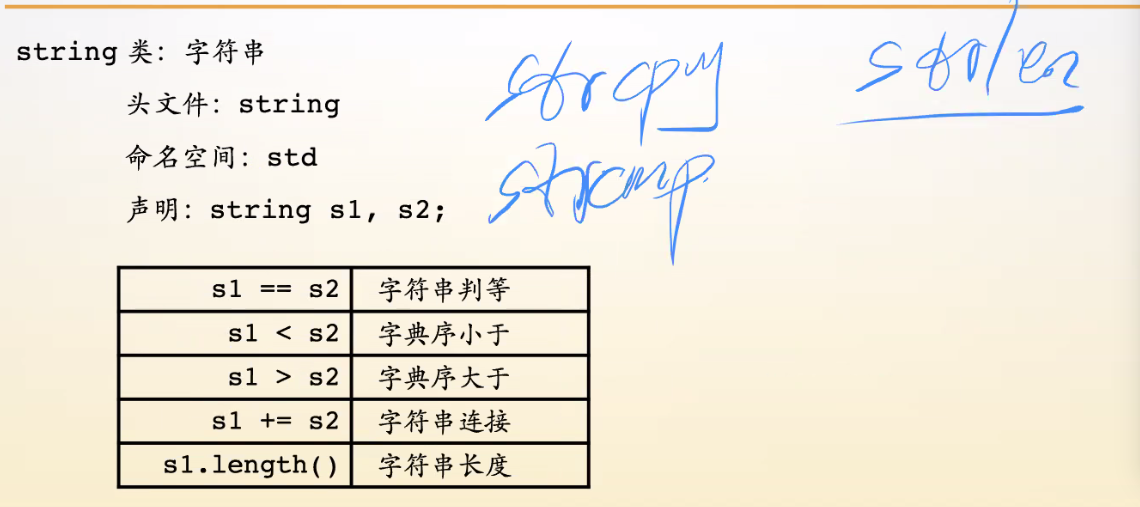 string 类：字符串
头文件：string
命名空间：std
声明：string s1, s2;
strcpy
strcmp
strlen
s1 == s2 字符串判等
s1 < s2 字典序小于
s1 > s2 字典序大于
s1 += s2 字符串连接
s1.length() 字符串长度